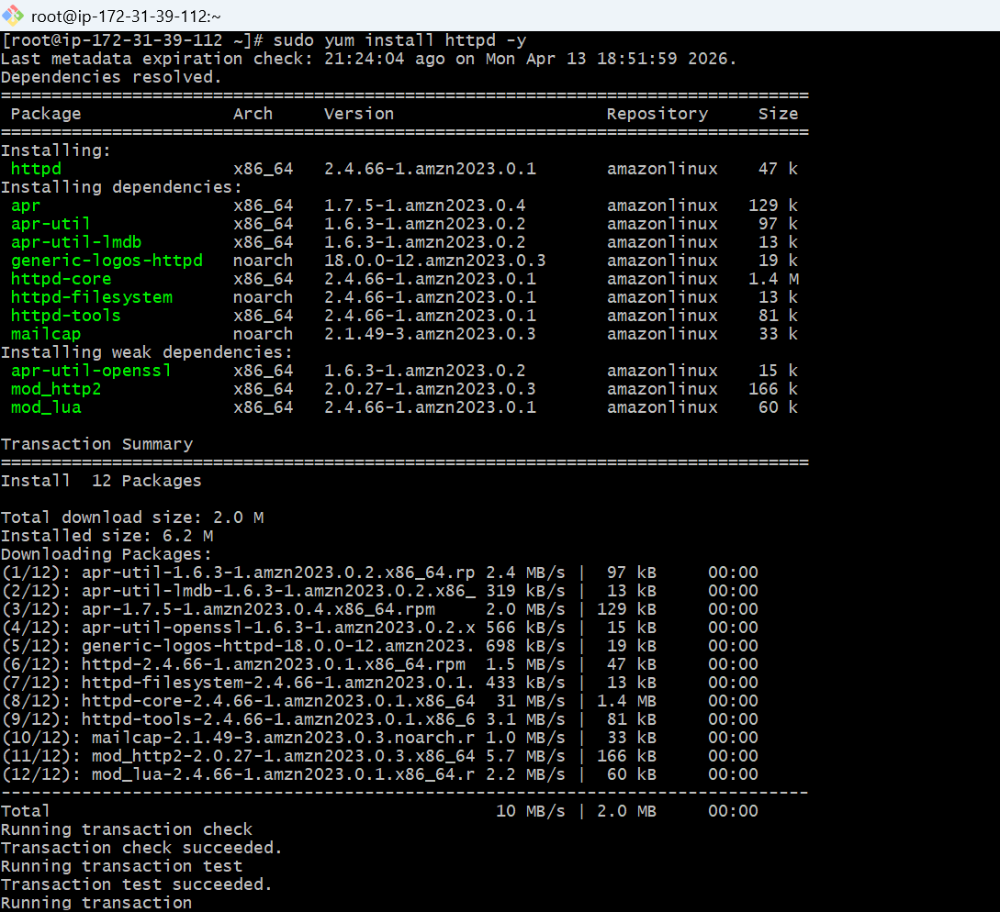 root@ip-172-31-39-112:~
[root@ip-172-31-39-112 ~]# sudo yum install httpd -y
Last metadata expiration check: 21:24:04 ago on Mon Apr 13 18:51:59 2026.
Dependencies resolved.
================================================================================
 Package               Arch     Version                     Repository     Size
================================================================================
Installing:
 httpd                 x86_64   2.4.66-1.amzn2023.0.1       amazonlinux    47 k
Installing dependencies:
 apr                   x86_64   1.7.5-1.amzn2023.0.4        amazonlinux   129 k
 apr-util              x86_64   1.6.3-1.amzn2023.0.2        amazonlinux    97 k
 apr-util-lmdb         x86_64   1.6.3-1.amzn2023.0.2        amazonlinux    13 k
 generic-logos-httpd   noarch   18.0.0-12.amzn2023.0.3      amazonlinux    19 k
 httpd-core            x86_64   2.4.66-1.amzn2023.0.1       amazonlinux   1.4 M
 httpd-filesystem      noarch   2.4.66-1.amzn2023.0.1       amazonlinux    13 k
 httpd-tools           x86_64   2.4.66-1.amzn2023.0.1       amazonlinux    81 k
 mailcap               noarch   2.1.49-3.amzn2023.0.3       amazonlinux    33 k
Installing weak dependencies:
 apr-util-openssl      x86_64   1.6.3-1.amzn2023.0.2        amazonlinux    15 k
 mod_http2             x86_64   2.0.27-1.amzn2023.0.3       amazonlinux   166 k
 mod_lua               x86_64   2.4.66-1.amzn2023.0.1       amazonlinux    60 k
Transaction Summary
================================================================================
Install  12 Packages
Total download size: 2.0 M
Installed size: 6.2 M
Downloading Packages:
(1/12): apr-util-1.6.3-1.amzn2023.0.2.x86_64.rp 2.4 MB/s |  97 kB     00:00
(2/12): apr-util-lmdb-1.6.3-1.amzn2023.0.2.x86_ 319 kB/s |  13 kB     00:00
(3/12): apr-1.7.5-1.amzn2023.0.4.x86_64.rpm     2.0 MB/s | 129 kB     00:00
(4/12): apr-util-openssl-1.6.3-1.amzn2023.0.2.x 566 kB/s |  15 kB     00:00
(5/12): generic-logos-httpd-18.0.0-12.amzn2023. 698 kB/s |  19 kB     00:00
(6/12): httpd-2.4.66-1.amzn2023.0.1.x86_64.rpm  1.5 MB/s |  47 kB     00:00
(7/12): httpd-filesystem-2.4.66-1.amzn2023.0.1. 433 kB/s |  13 kB     00:00
(8/12): httpd-core-2.4.66-1.amzn2023.0.1.x86_64  31 MB/s | 1.4 MB     00:00
(9/12): httpd-tools-2.4.66-1.amzn2023.0.1.x86_6 3.1 MB/s |  81 kB     00:00
(10/12): mailcap-2.1.49-3.amzn2023.0.3.noarch.r 1.0 MB/s |  33 kB     00:00
(11/12): mod_http2-2.0.27-1.amzn2023.0.3.x86_64 5.7 MB/s | 166 kB     00:00
(12/12): mod_lua-2.4.66-1.amzn2023.0.1.x86_64.r 2.2 MB/s |  60 kB     00:00
--------------------------------------------------------------------------------
Total                                            10 MB/s | 2.0 MB     00:00
Running transaction check
Transaction check succeeded.
Running transaction test
Transaction test succeeded.
Running transaction